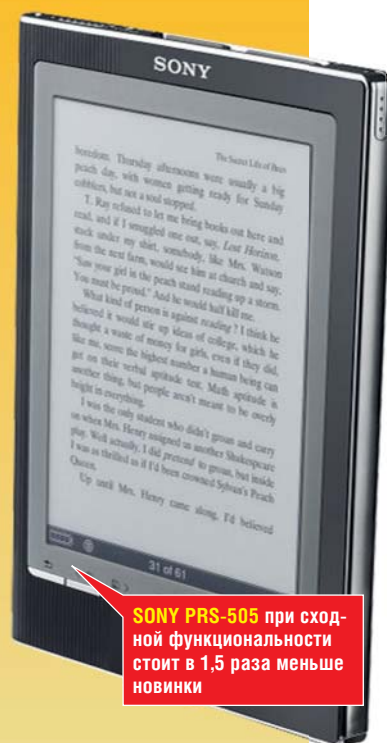 SONY
The Secret Life of Bees
boredom. Thursday afternoons were usually a big
peach day, with women getting ready for Sunday
cobblers, but not a soul stopped.
T. Ray refused to let me bring books out here and
read, and if I smuggled one out, say, Lost Horizon,
stuck under my shirt, somebody, like Mrs. Watson
from the next farm, would see him at church and say,
"Saw your girl in the peach stand reading up a storm.
You must be proud." And he would half kill me.
What kind of person is against reading? I think he
believed it would stir up ideas of college, which he
thought a waste of money for girls, even if they did,
like me, score the highest number a human being can
get on their verbal aptitude test. Math aptitude is
another thing, but people aren't meant to be overly
bright in everything.
I was the only student who didn't groan and carry
on when Mrs. Henry assigned us another Shakespeare
play. Well actually, I did pretend to groan, but inside
I was as thrilled as if I'd been crowned Sylvan's Peach
Queen.
Up until Mrs. Henry came along, I'd believed
31 of 61
SONY PRS-505 при сход-
ной функциональности
стоит в 1,5 раза меньше
новинки